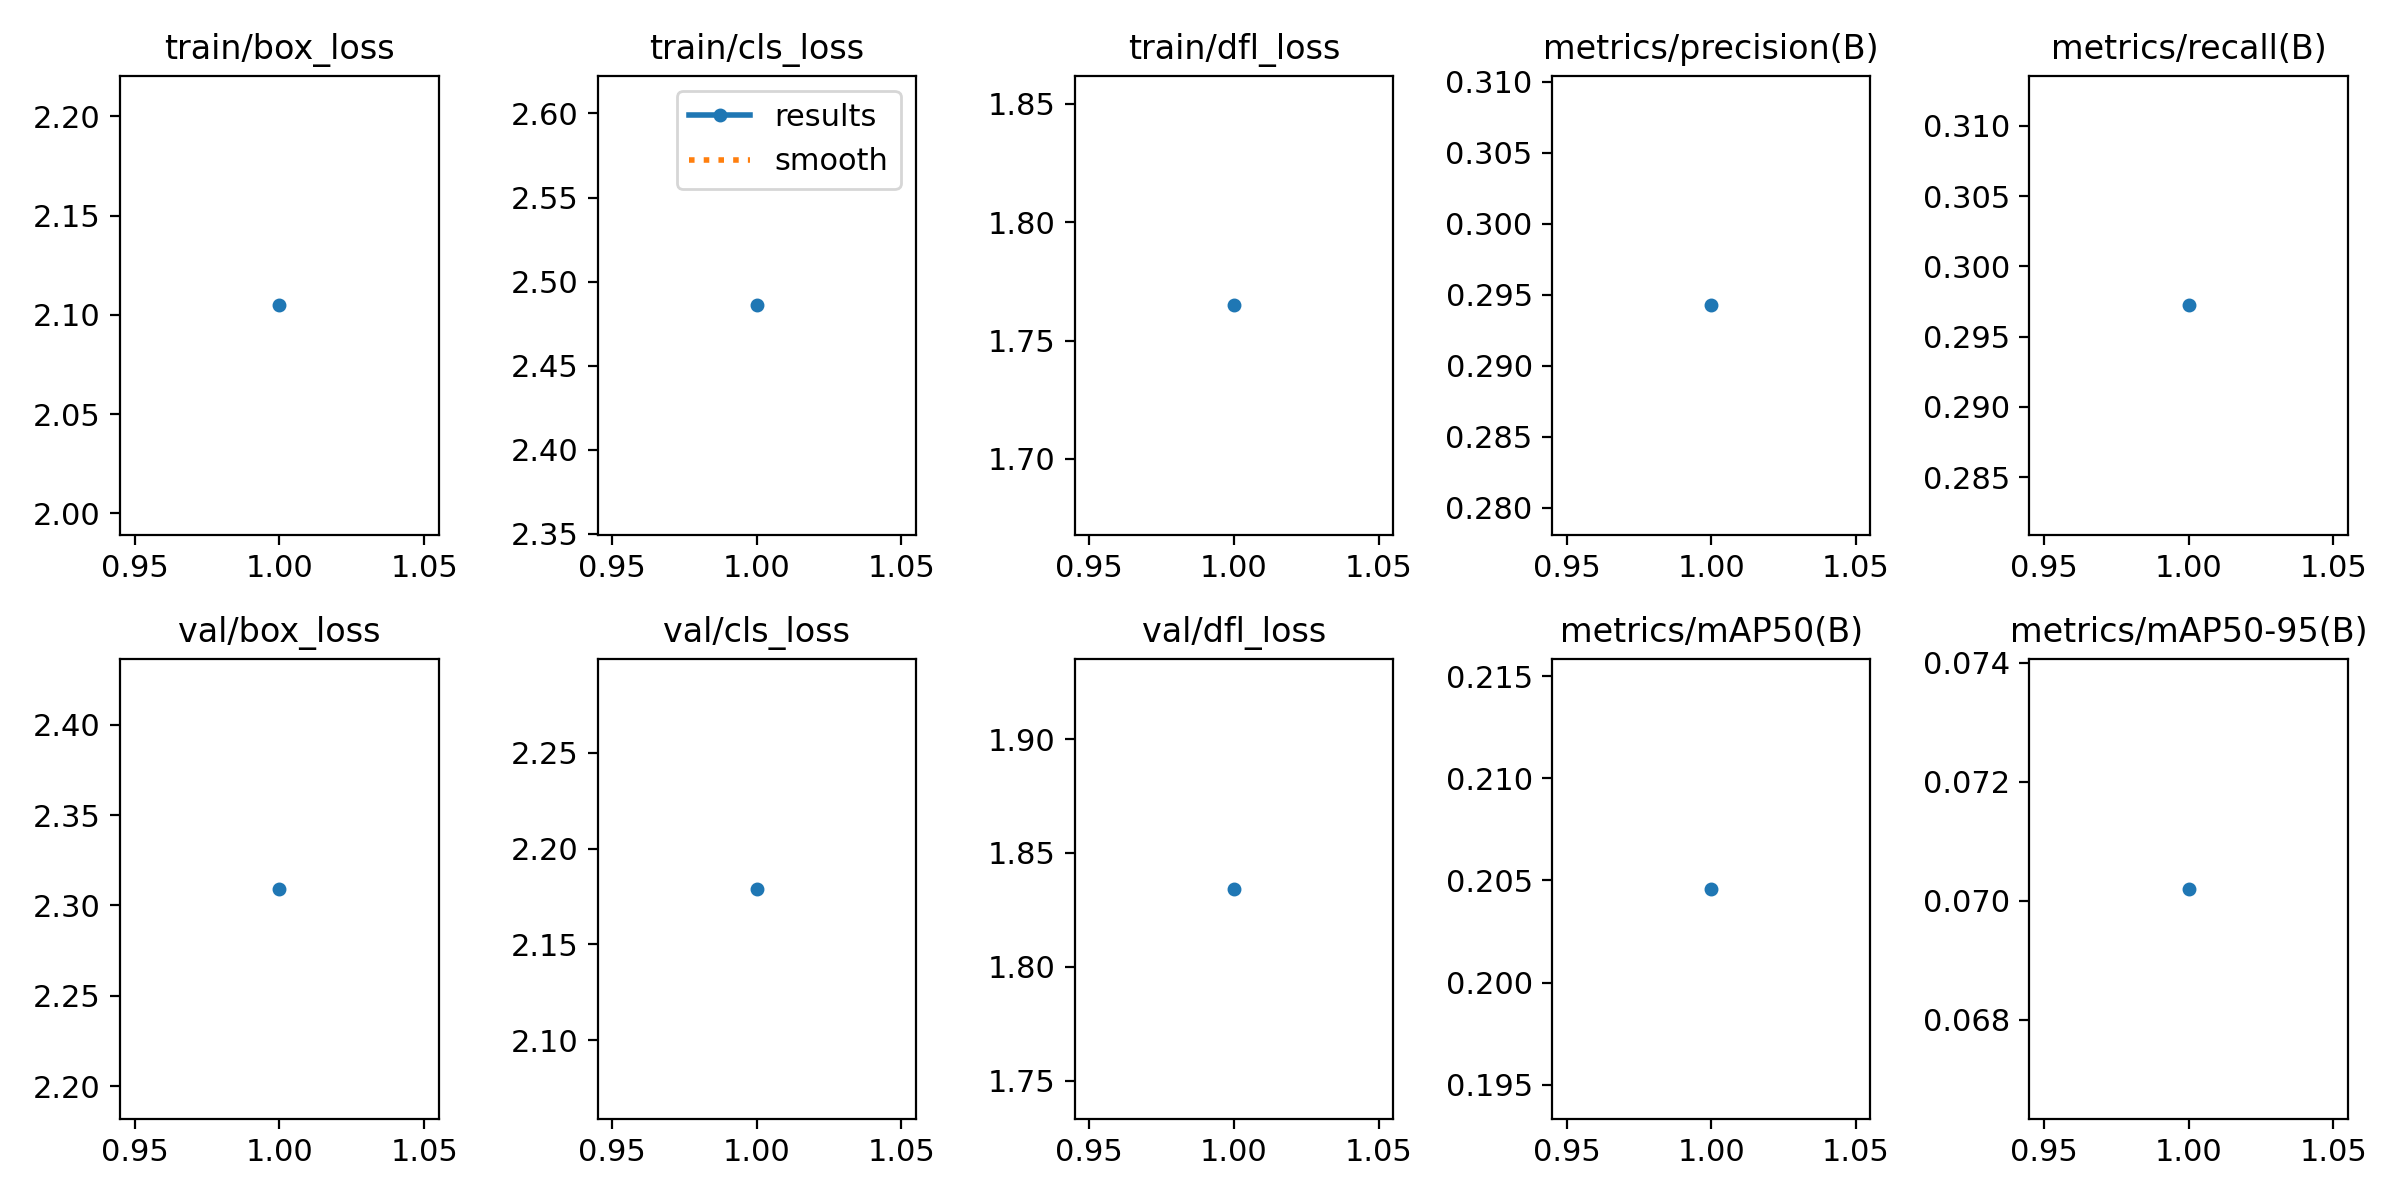 train/box_loss
2.20
2.15
2.10
2.05
2.00
0.95 1.00 1.05
train/cls_loss
results
smooth
2.60
2.55
2.50
2.45
2.40
2.35
0.95 1.00 1.05
train/dfl_loss
1.85
1.80
1.75
1.70
0.95 1.00 1.05
metrics/precision(B)
0.310
0.305
0.300
0.295
0.290
0.285
0.280
0.95 1.00 1.05
metrics/recall(B)
0.310
0.305
0.300
0.295
0.290
0.285
0.95 1.00 1.05
val/box_loss
2.40
2.35
2.30
2.25
2.20
0.95 1.00 1.05
val/cls_loss
2.25
2.20
2.15
2.10
0.95 1.00 1.05
val/dfl_loss
1.90
1.85
1.80
1.75
0.95 1.00 1.05
metrics/mAP50(B)
0.215
0.210
0.205
0.200
0.195
0.95 1.00 1.05
metrics/mAP50-95(B)
0.074
0.072
0.070
0.068
0.95 1.00 1.05